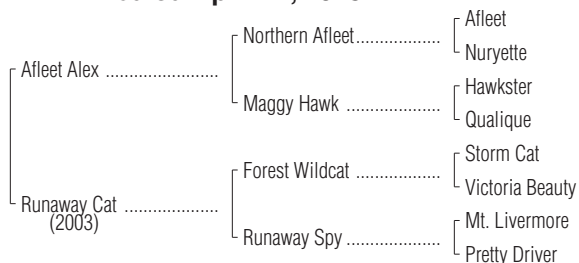 Afleet
Northern Afleet
Nuryette
Afleet Alex
Hawkster
Maggy Hawk
Qualique
Storm Cat
Forest Wildcat
Victoria Beauty
Runaway Cat
(2003)
Mt. Livermore
Runaway Spy
Pretty Driver